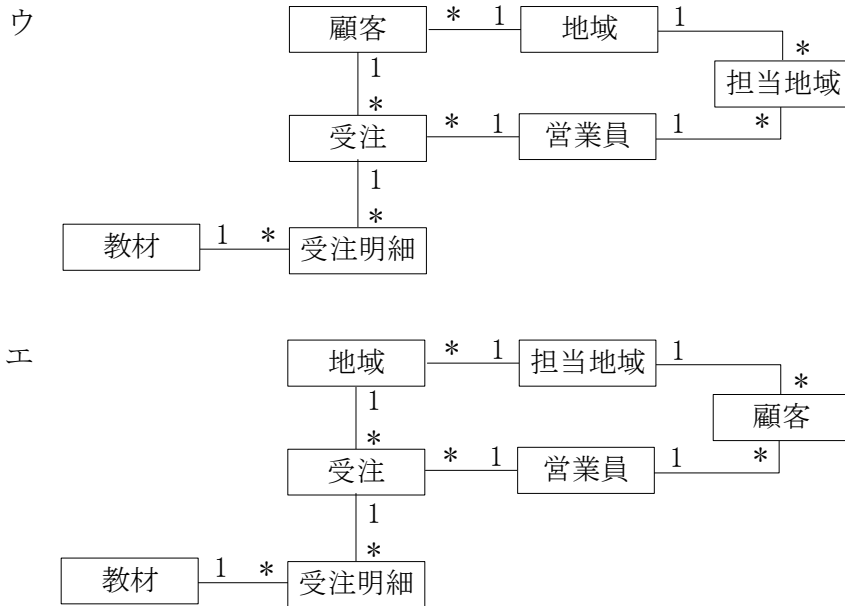 ウ
顧客 * 1 地域 1
1 * 担当地域
* *
受注 * 1 営業員 1
1
*
教材 1 * 受注明細
エ
地域 * 1 担当地域 1
1 * 顧客
* *
受注 * 1 営業員 1
1
*
教材 1 * 受注明細